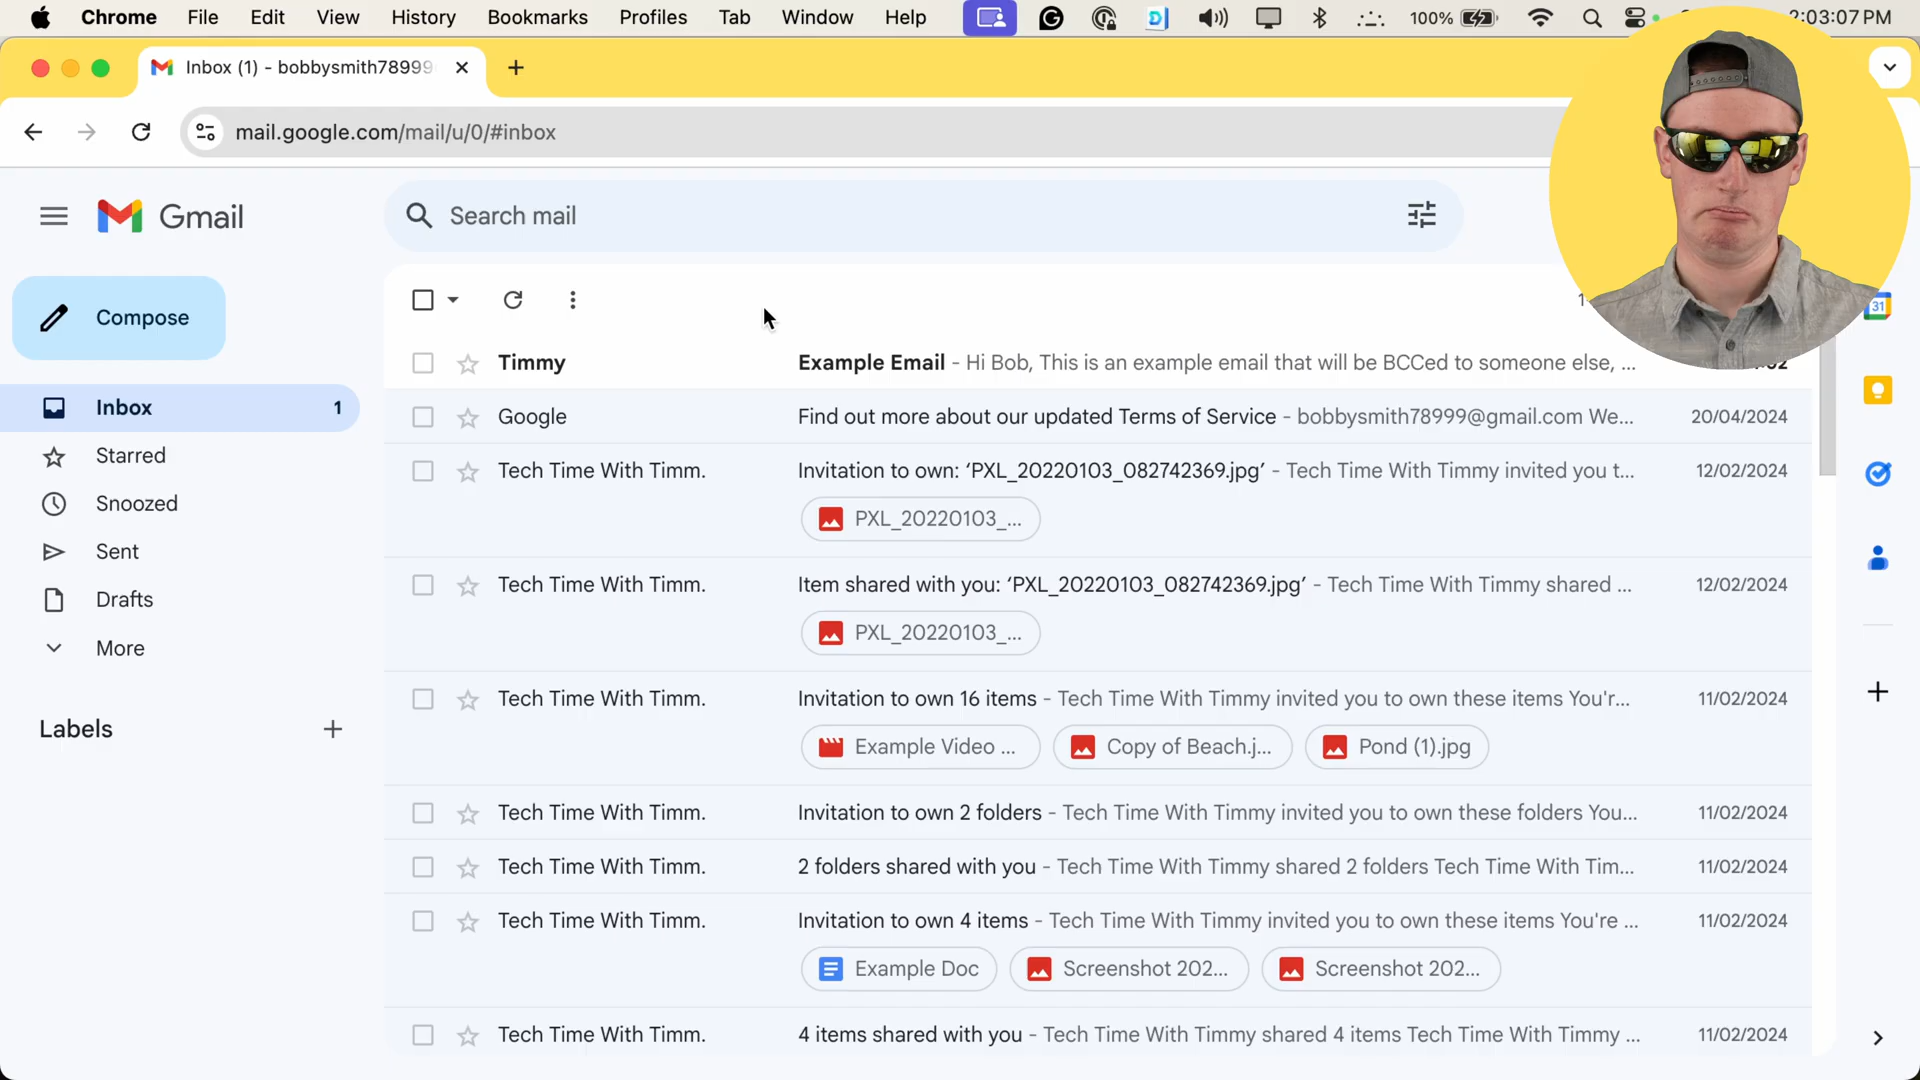 Chrome File Edit View History Bookmarks Profiles Tab Window Help 100% 2:03:07 PM
Inbox (1) - bobbysmith78999
mail.google.com/mail/u/0/#inbox
Gmail
Search mail
Compose
Inbox 1
Starred
Snoozed
Sent
Drafts
More
Labels
Timmy Example Email - Hi Bob, This is an example email that will be BCCed to someone else, ...
Google Find out more about our updated Terms of Service - bobbysmith78999@gmail.com We... 20/04/2024
Tech Time With Timm. Invitation to own: ‘PXL_20220103_082742369.jpg’ - Tech Time With Timmy invited you t... 12/02/2024
PXL_20220103_...
Tech Time With Timm. Item shared with you: ‘PXL_20220103_082742369.jpg’ - Tech Time With Timmy shared ... 12/02/2024
PXL_20220103_...
Tech Time With Timm. Invitation to own 16 items - Tech Time With Timmy invited you to own these items You'r... 11/02/2024
Example Video ... Copy of Beach.j... Pond (1).jpg
Tech Time With Timm. Invitation to own 2 folders - Tech Time With Timmy invited you to own these folders You... 11/02/2024
Tech Time With Timm. 2 folders shared with you - Tech Time With Timmy shared 2 folders Tech Time With Tim... 11/02/2024
Tech Time With Timm. Invitation to own 4 items - Tech Time With Timmy invited you to own these items You're ... 11/02/2024
Example Doc Screenshot 202... Screenshot 202...
Tech Time With Timm. 4 items shared with you - Tech Time With Timmy shared 4 items Tech Time With Timmy ... 11/02/2024
31